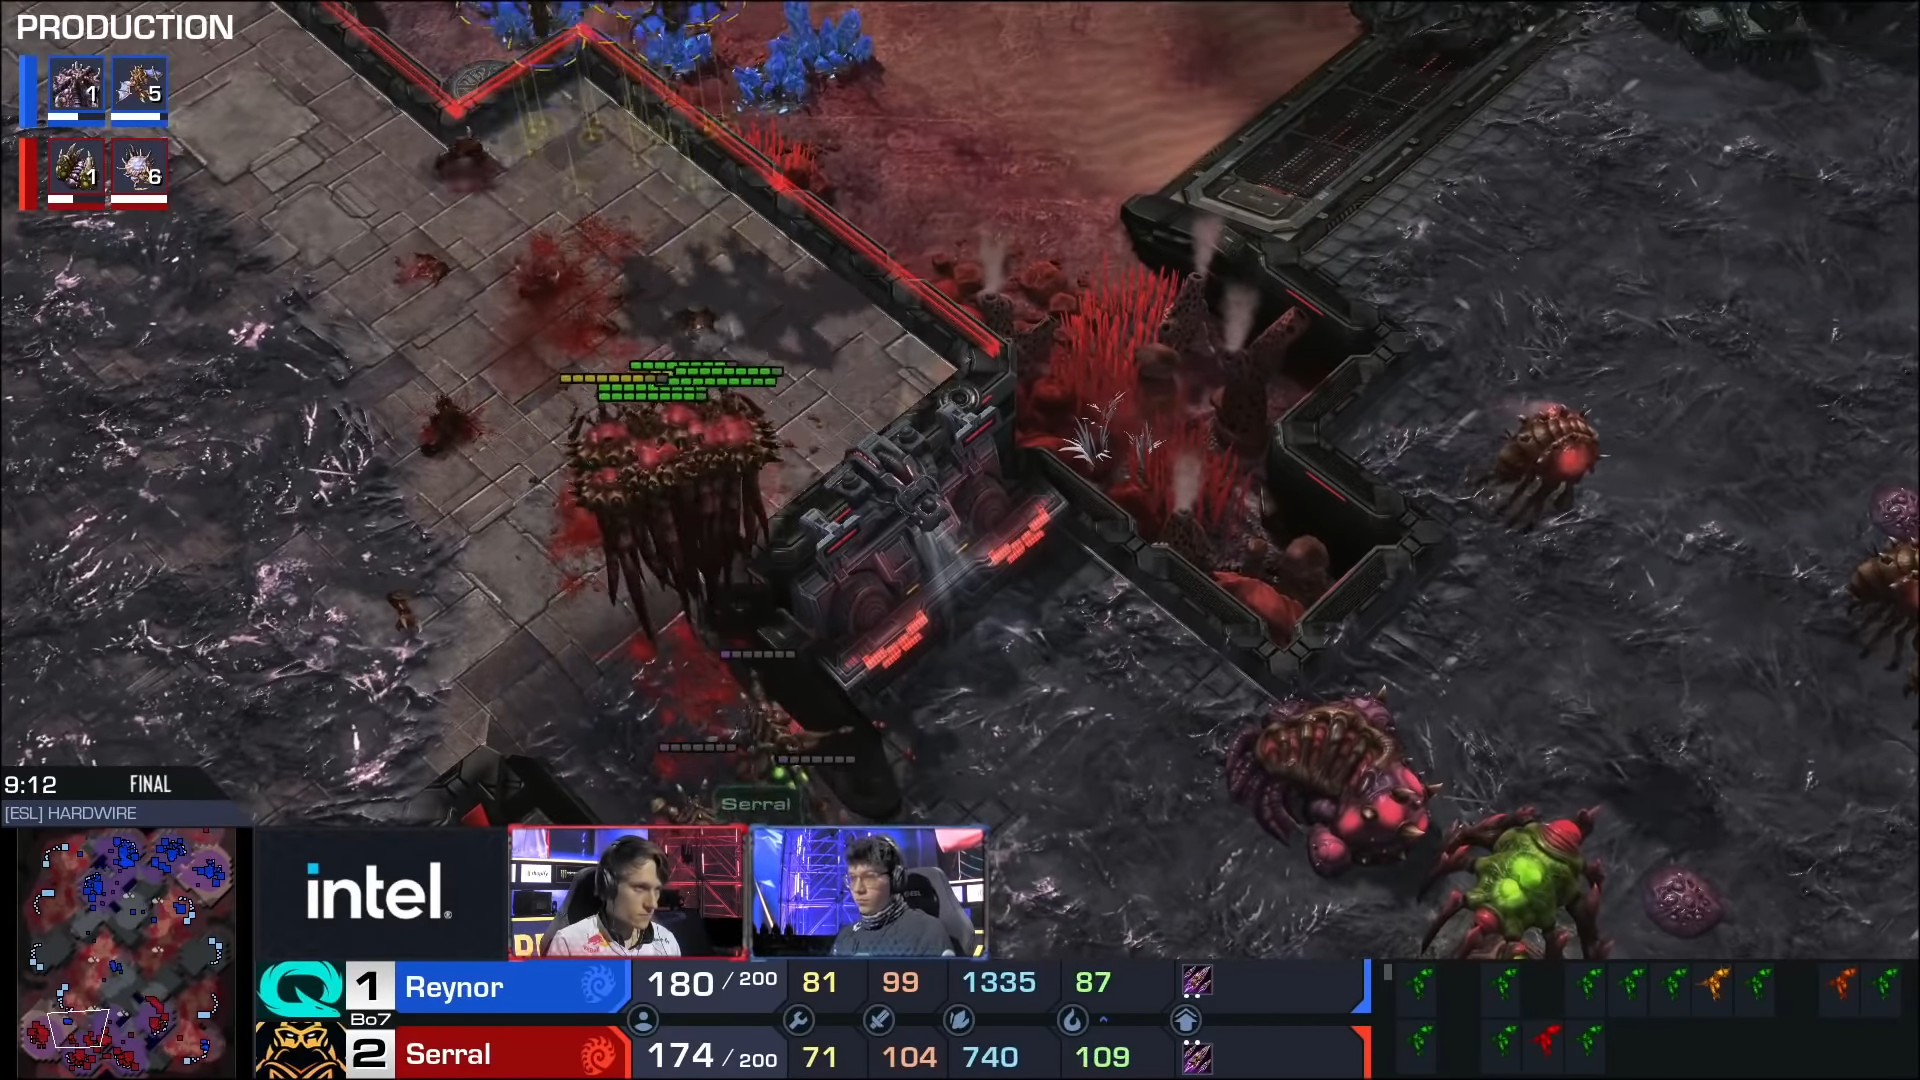 PRODUCTION
1 5
1 6
Serral
9:12 FINAL
[ESL] HARDWIRE
intel.
1 Reynor 180 / 200 81 99 1335 87
Bo7
2 Serral 174 / 200 71 104 740 109